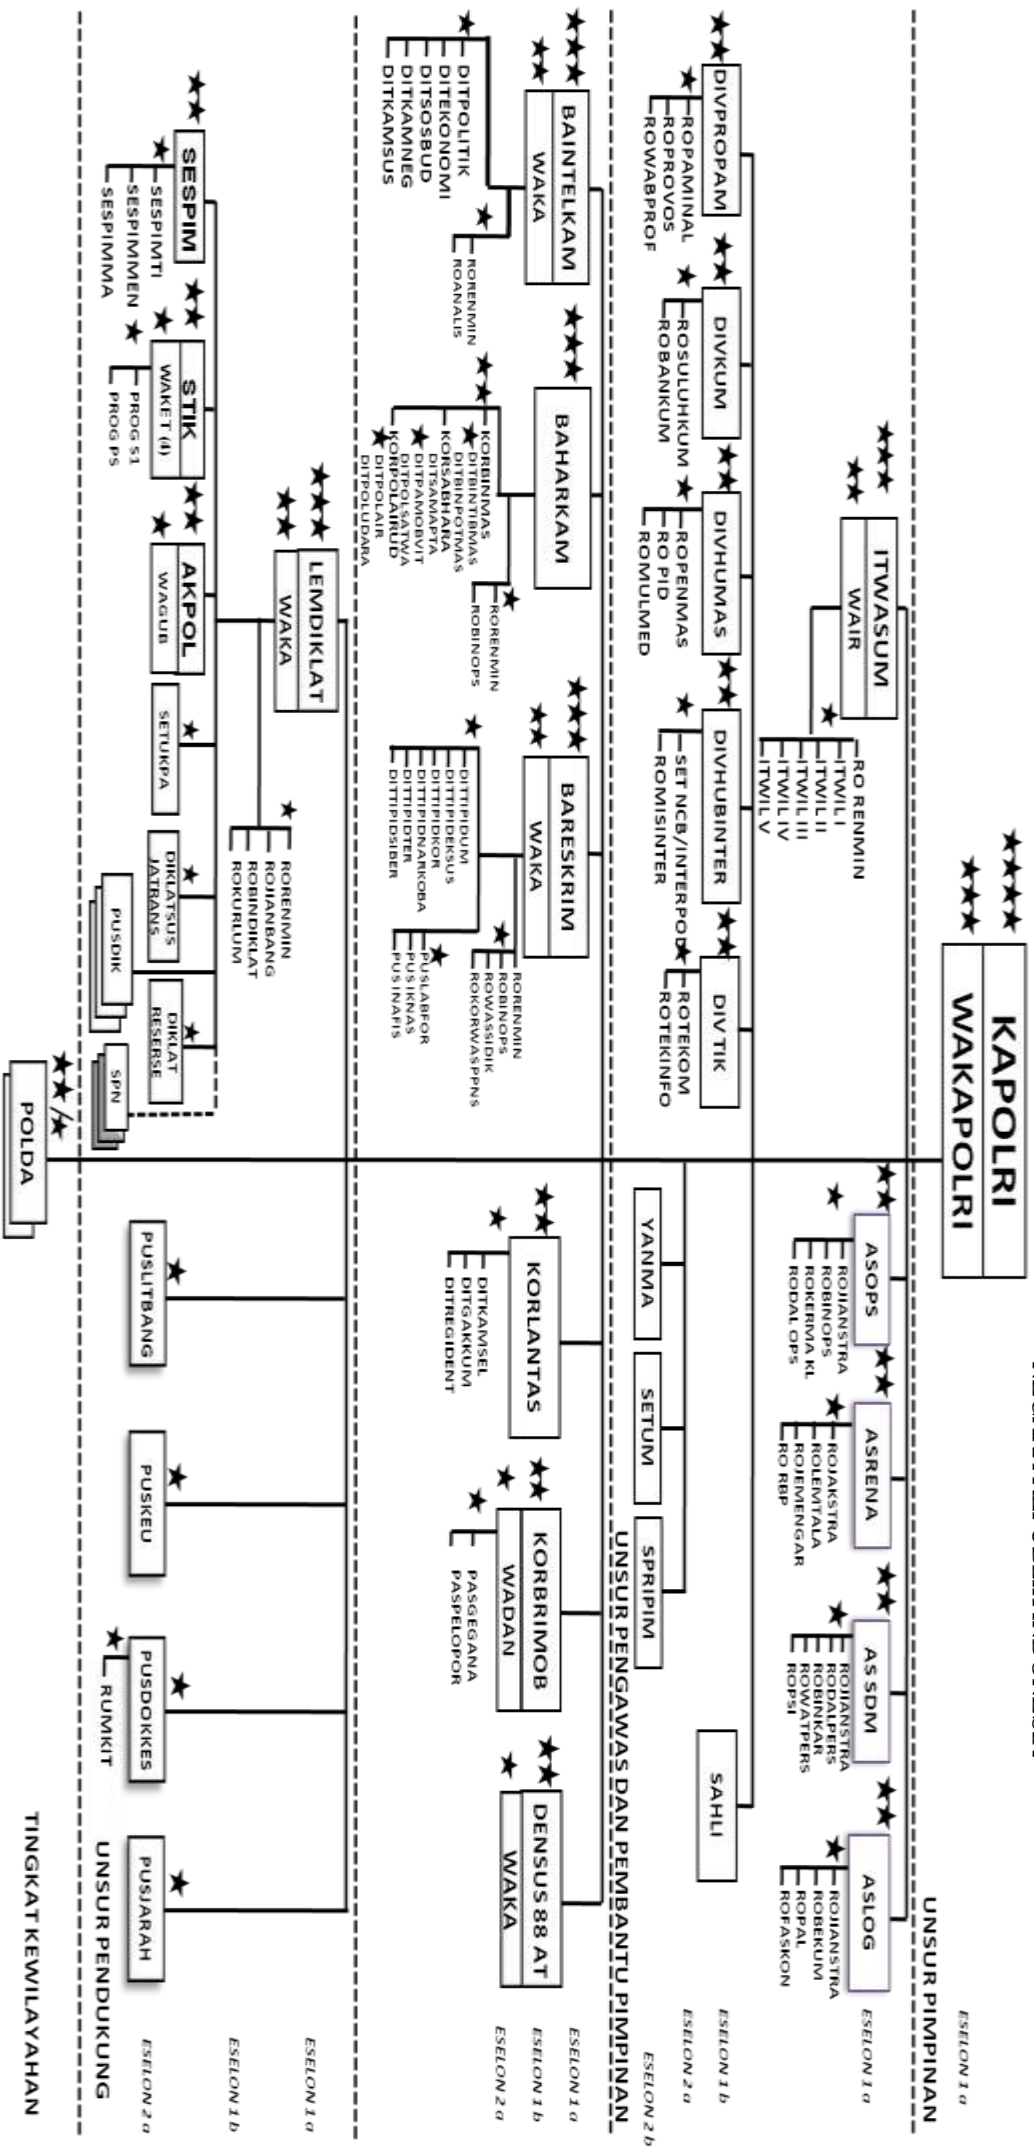 KAPOLRI
WAKAPOLRI
ESELON 1 a
UNSUR PIMPINAN
ITWASUM
WAIR
RO RENMIN
ITWIL I
ITWIL II
ITWIL III
ITWIL IV
ITWIL V
ASOPS
ROJIANSTRA
ROBINOPS
ROKERMA KL
RODAL OPS
ASRENA
ROJAKSTRA
ROLEMTALA
ROJEMENGAR
RO RBP
AS SDM
ROJIANSTRA
RODALPERS
ROBINKAR
ROWATPERS
ROPSI
ASLOG
ROJIANSTRA
ROBEKUM
ROPAL
ROFASKON
ESELON 1 a
DIVPROPAM
ROPAMINAL
ROPROVOS
ROWABPROF
DIVKUM
ROSULUHKUM
ROBANKUM
DIVHUMAS
ROPENMAS
RO PID
ROMULMED
DIVHUBINTER
SET NCB/INTERPOL
ROMISINTER
DIV TIK
ROTEKOM
ROTEKINFO
SAHLI
ESELON 1 b
ESELON 2 a
YANMA
SETUM
SPRIPIM
ESELON 2 b
UNSUR PENGAWAS DAN PEMBANTU PIMPINAN
BAINTELKAM
WAKA
DITPOLITIK
DITEKONOMI
DITSOSBUD
DITKAMNEG
DITKAMSUS
RORENMIN
ROANALIS
BAHARKAM
KORBINMAS
DITBINTIBMAS
DITBINPOTMAS
KORSABHARA
DITSAMAPTA
DITPAMOBVIT
DITPOLSATWA
KORPOLAIRUD
DITPOLAIR
DITPOLUDARA
RORENMIN
ROBINOPS
BARESKRIM
WAKA
DITTIPIDUM
DITTIPIDEKSUS
DITTIPIDKOR
DITTIPIDNARKOBA
DITTIPIDTER
DITTIPIDSIBER
RORENMIN
ROBINOPS
ROWASSIDIK
ROKORWASPPNS
PUSLABFOR
PUSIKNAS
PUSINAFIS
KORLANTAS
DITKAMSEL
DITGAKKUM
DITREGIDENT
KORBRIMOB
WADAN
PASGEGANA
PASPELOPOR
DENSUS 88 AT
WAKA
ESELON 1 a
ESELON 1 b
ESELON 2 a
LEMDIKLAT
WAKA
RORENMIN
ROJIANBANG
ROBINDIKLAT
ROKURLUM
ESELON 1 a
ESELON 1 b
SESPIM
SESPIMTI
SESPIMMEN
SESPIMMA
STIK
WAKET (4)
PROG S1
PROG PS
AKPOL
WAGUB
SETUKPA
DIKLATSUS
JATRANS
PUSDIK
DIKLAT
RESERSE
SPN
PUSLITBANG
PUSKEU
PUSDOKKES
RUMKIT
PUSJARAH
ESELON 2 a
UNSUR PENDUKUNG
POLDA
TINGKAT KEWILAYAHAN